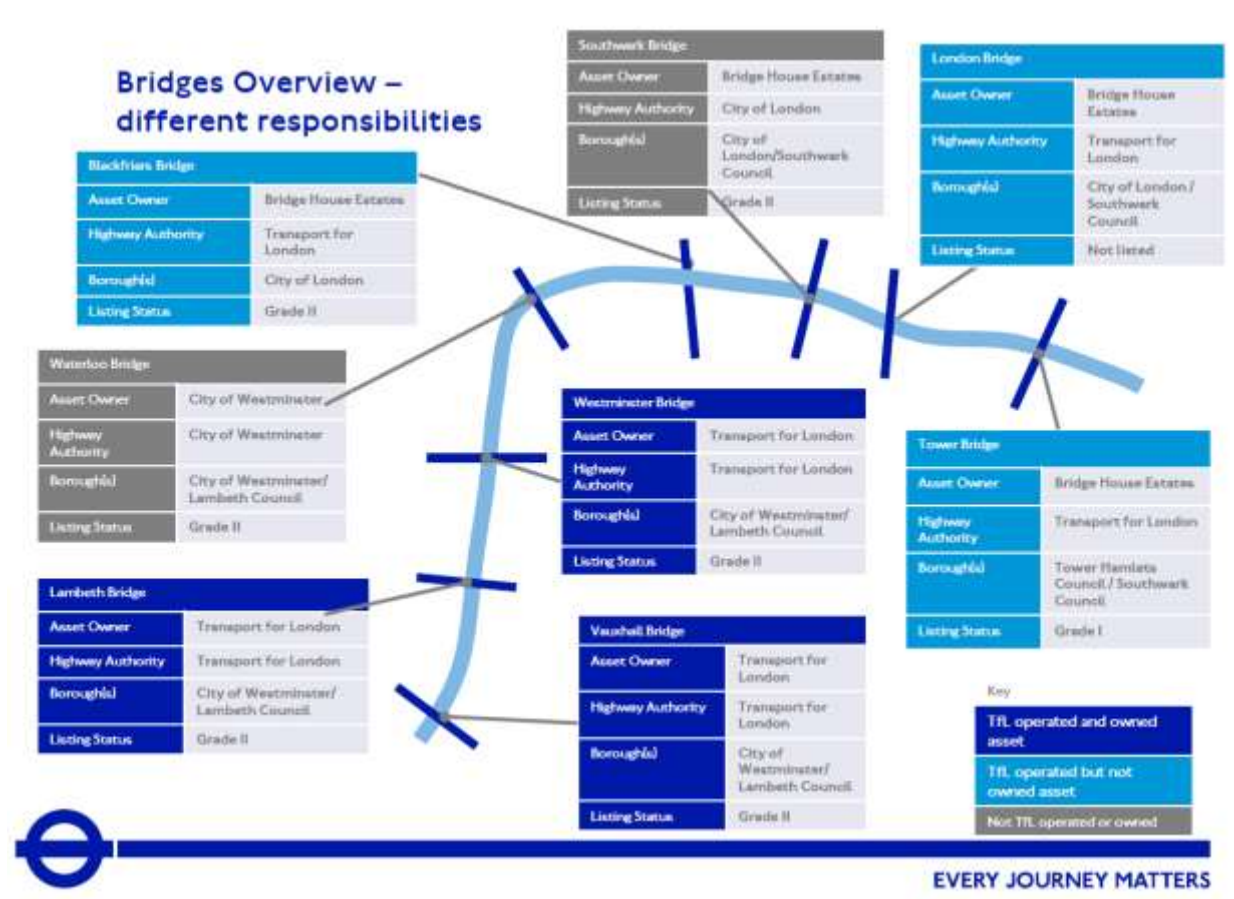 Bridges Overview –
different responsibilities
Southwark Bridge
Asset Owner Bridge House Estates
Highway Authority City of London
Borough(s) City of
London/Southwark
Council
Listing Status Grade II
London Bridge
Asset Owner Bridge House
Estates
Highway Authority Transport for
London
Borough(s) City of London /
Southwark
Council
Listing Status Not listed
Blackfriars Bridge
Asset Owner Bridge House Estates
Highway Authority Transport for
London
Borough(s) City of London
Listing Status Grade II
Waterloo Bridge
Asset Owner City of Westminster
Highway
Authority City of Westminster
Borough(s) City of Westminster/
Lambeth Council
Listing Status Grade II
Westminster Bridge
Asset Owner Transport for London
Highway
Authority Transport for London
Borough(s) City of Westminster/
Lambeth Council
Listing Status Grade II
Tower Bridge
Asset Owner Bridge House Estates
Highway
Authority Transport for London
Borough(s) Tower Hamlets
Council / Southwark
Council
Listing Status Grade I
Lambeth Bridge
Asset Owner Transport for London
Highway Authority Transport for London
Borough(s) City of Westminster/
Lambeth Council
Listing Status Grade II
Vauxhall Bridge
Asset Owner Transport for
London
Highway Authority Transport for
London
Borough(s) City of
Westminster/
Lambeth Council
Listing Status Grade II
Key
TfL operated and owned
asset
TfL operated but not
owned asset
Not TfL operated or owned
EVERY JOURNEY MATTERS